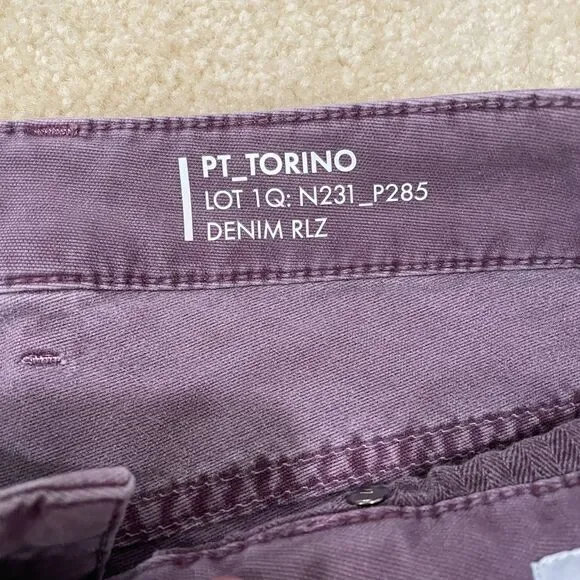 PT_TORINO
LOT 1Q: N231_P285
DENIM RLZ